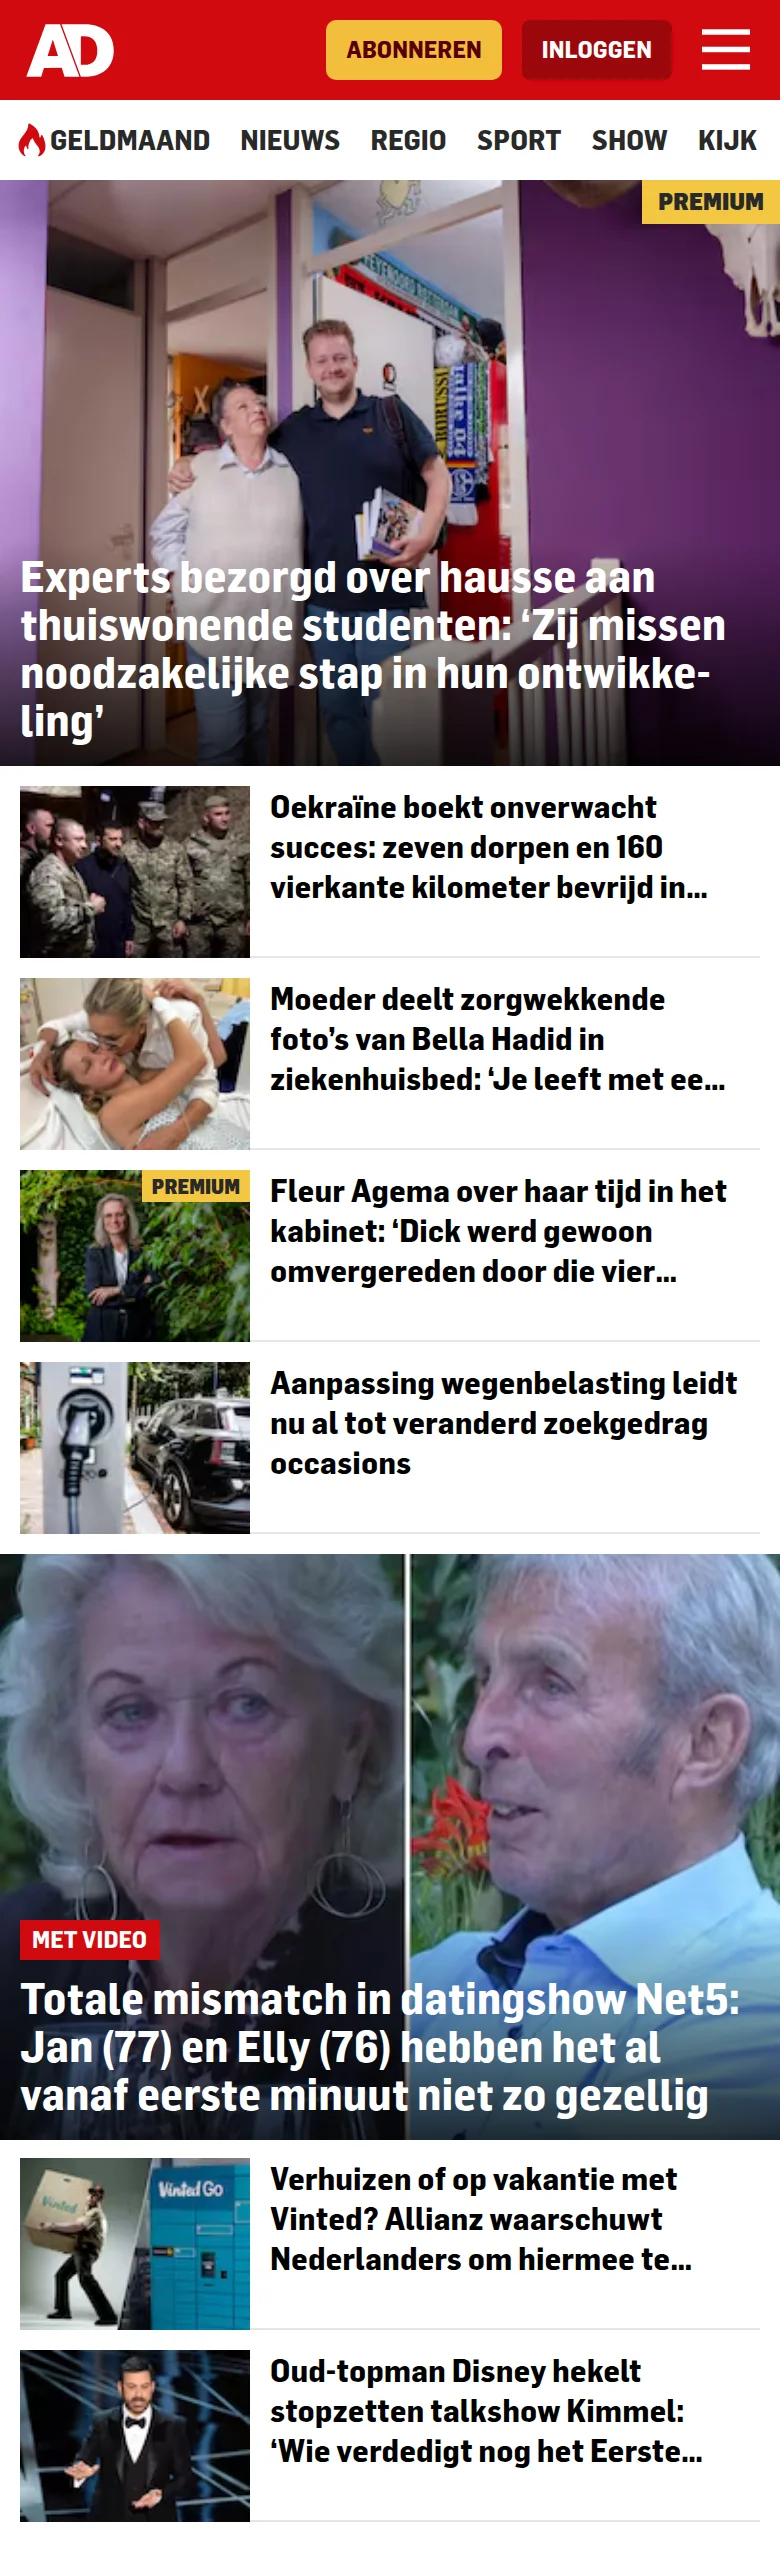 AD
ABONNEREN
INLOGGEN
GELDMAAND NIEUWS REGIO SPORT SHOW KIJK
PREMIUM
Experts bezorgd over hausse aan
thuiswonende studenten: ‘Zij missen
noodzakelijke stap in hun ontwikke-
ling’
Oekraïne boekt onverwacht
succes: zeven dorpen en 160
vierkante kilometer bevrijd in...
Moeder deelt zorgwekkende
foto’s van Bella Hadid in
ziekenhuisbed: ‘Je leeft met ee...
PREMIUM
Fleur Agema over haar tijd in het
kabinet: ‘Dick werd gewoon
omvergereden door die vier...
Aanpassing wegenbelasting leidt
nu al tot veranderd zoekgedrag
occasions
MET VIDEO
Totale mismatch in datingshow Net5:
Jan (77) en Elly (76) hebben het al
vanaf eerste minuut niet zo gezellig
Vinted
Vinted Go
Verhuizen of op vakantie met
Vinted? Allianz waarschuwt
Nederlanders om hiermee te...
Oud-topman Disney hekelt
stopzetten talkshow Kimmel:
‘Wie verdedigt nog het Eerste...